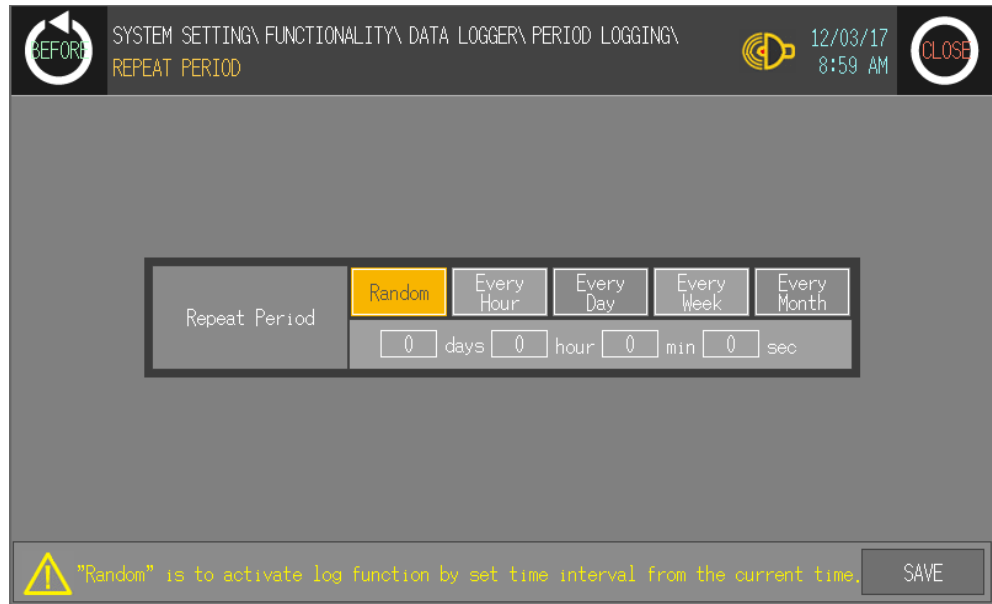 BEFORE
SYSTEM SETTING\ FUNCTIONALITY\ DATA LOGGER\ PERIOD LOGGING\
REPEAT PERIOD
12/03/17
8:59 AM
CLOSE
Repeat Period
Random
Every
Hour
Every
Day
Every
Week
Every
Month
0 days 0 hour 0 min 0 sec
"Random" is to activate log function by set time interval from the current time.
SAVE